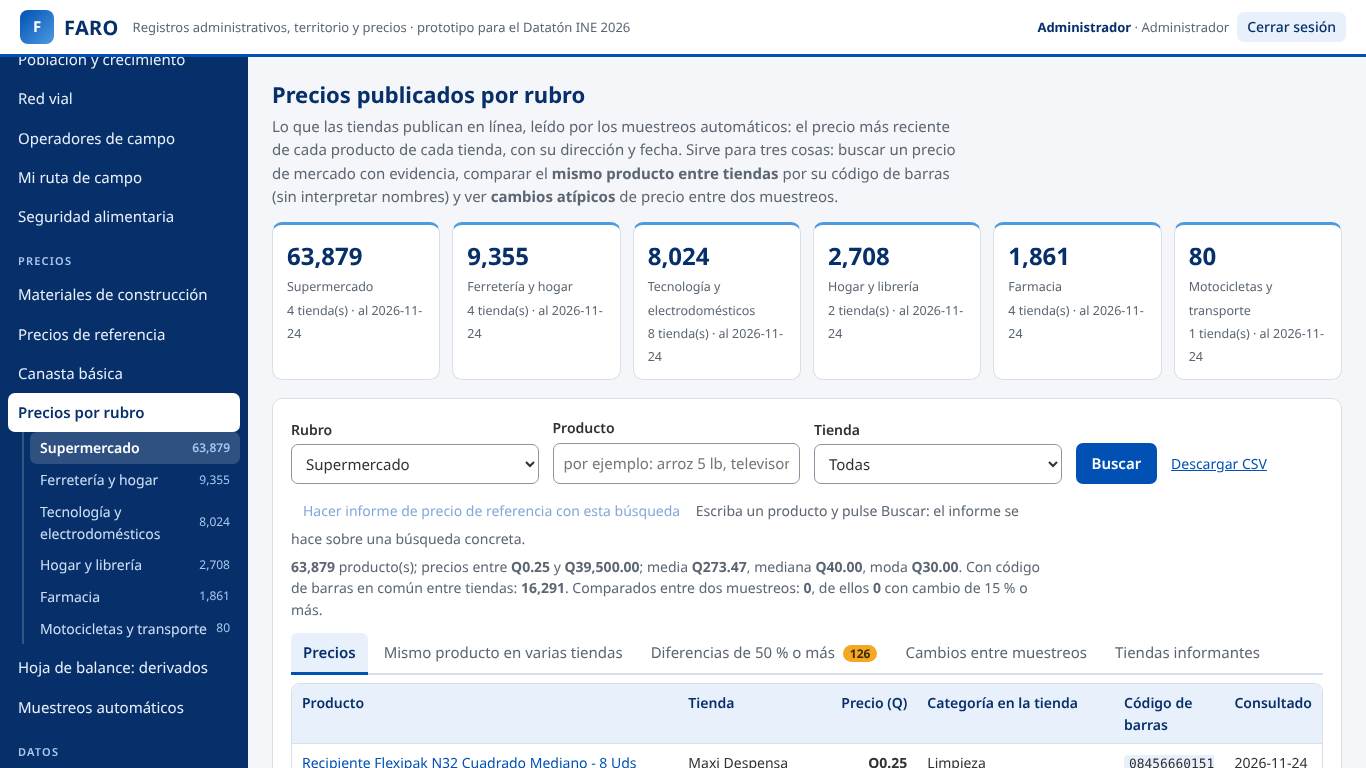 F FARO Registros administrativos, territorio y precios · prototipo para el Datatón INE 2026 Administrador · Administrador Cerrar sesión
Población y crecimiento
Red vial
Operadores de campo
Mi ruta de campo
Seguridad alimentaria
PRECIOS
Materiales de construcción
Precios de referencia
Canasta básica
Precios por rubro
Supermercado 63,879
Ferretería y hogar 9,355
Tecnología y
electrodomésticos 8,024
Hogar y librería 2,708
Farmacia 1,861
Motocicletas y transporte 80
Hoja de balance: derivados
Muestreos automáticos
DATOS
Precios publicados por rubro
Lo que las tiendas publican en línea, leído por los muestreos automáticos: el precio más reciente
de cada producto de cada tienda, con su dirección y fecha. Sirve para tres cosas: buscar un precio
de mercado con evidencia, comparar el mismo producto entre tiendas por su código de barras
(sin interpretar nombres) y ver cambios atípicos de precio entre dos muestreos.
63,879
Supermercado
4 tienda(s) · al 2026-11-
24
9,355
Ferretería y hogar
4 tienda(s) · al 2026-11-
24
8,024
Tecnología y
electrodomésticos
8 tienda(s) · al 2026-11-
24
2,708
Hogar y librería
2 tienda(s) · al 2026-11-
24
1,861
Farmacia
4 tienda(s) · al 2026-11-
24
80
Motocicletas y
transporte
1 tienda(s) · al 2026-11-
24
Rubro Producto Tienda
Supermercado por ejemplo: arroz 5 lb, televisor Todas Buscar Descargar CSV
Hacer informe de precio de referencia con esta búsqueda Escriba un producto y pulse Buscar: el informe se
hace sobre una búsqueda concreta.
63,879 producto(s); precios entre Q0.25 y Q39,500.00; media Q273.47, mediana Q40.00, moda Q30.00. Con código
de barras en común entre tiendas: 16,291. Comparados entre dos muestreos: 0, de ellos 0 con cambio de 15 % o
más.
Precios Mismo producto en varias tiendas Diferencias de 50 % o más 126 Cambios entre muestreos Tiendas informantes
Producto Tienda Precio (Q) Categoría en la tienda Código de
barras Consultado
Recipiente Flexipak N32 Cuadrado Mediano - 8 Uds Maxi Despensa Q0.25 Limpieza 08456660151 2026-11-24